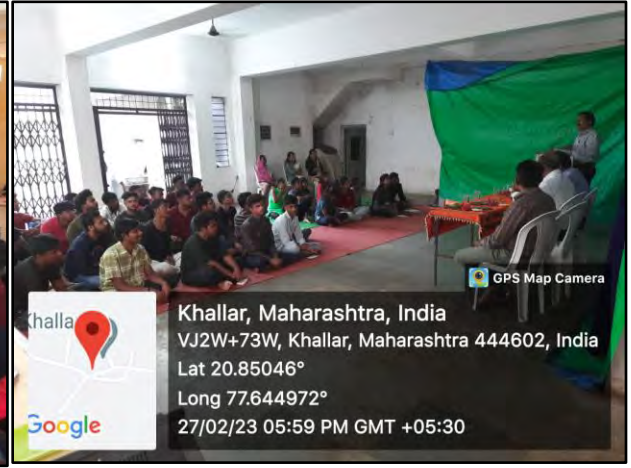 GPS Map Camera
Khalla
Google
Khallar, Maharashtra, India
VJ2W+73W, Khallar, Maharashtra 444602, India
Lat 20.85046°
Long 77.644972°
27/02/23 05:59 PM GMT +05:30